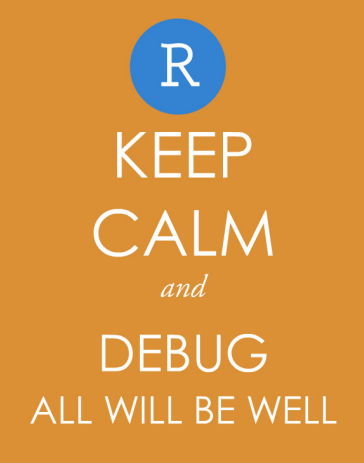 R
KEEP
CALM
and
DEBUG
ALL WILL BE WELL